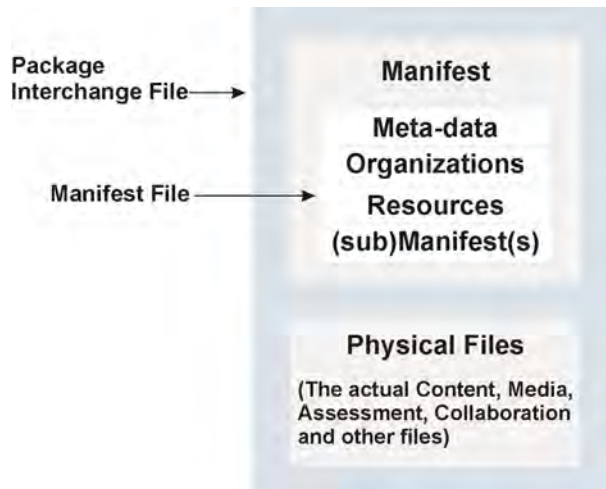 Package
Interchange File
Manifest File
Manifest
Meta-data
Organizations
Resources
(sub)Manifest(s)
Physical Files
(The actual Content, Media,
Assessment, Collaboration
and other files)